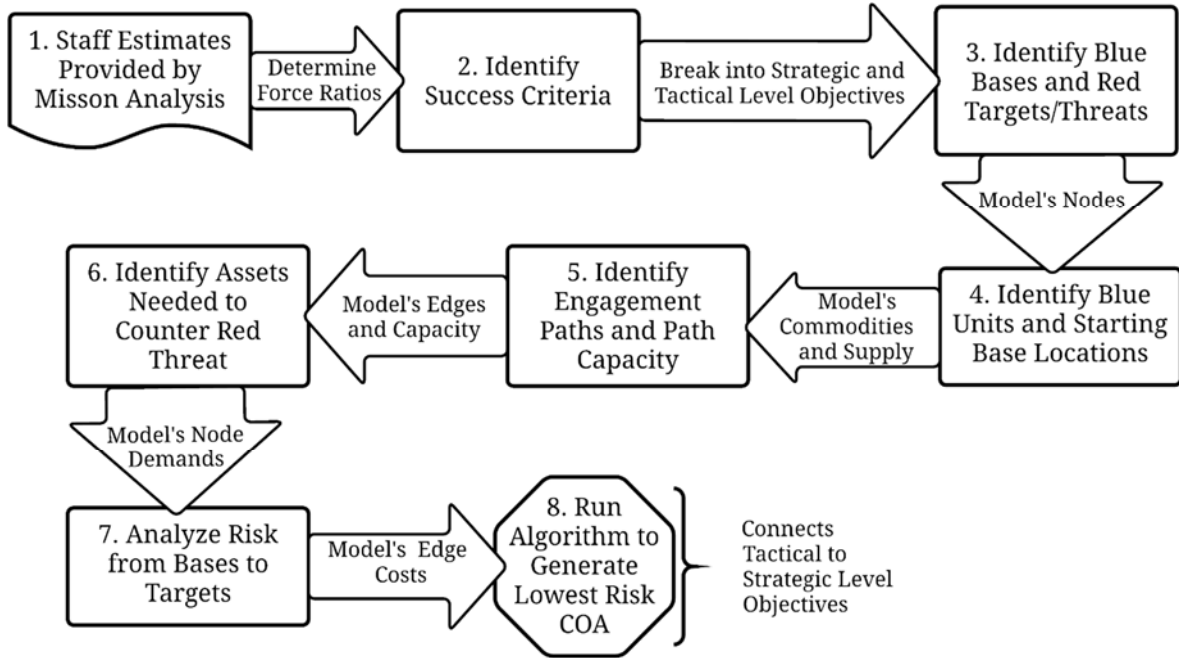 1. Staff Estimates
Provided by
Misson Analysis
Determine
Force Ratios
2. Identify
Success Criteria
Break into Strategic and
Tactical Level Objectives
3. Identify Blue
Bases and Red
Targets/Threats
Model's Nodes
4. Identify Blue
Units and Starting
Base Locations
Model's
Commodities
and Supply
5. Identify
Engagement
Paths and Path
Capacity
Model's Edges
and Capacity
6. Identify Assets
Needed to
Counter Red
Threat
Model's Node
Demands
7. Analyze Risk
from Bases to
Targets
Model's Edge
Costs
8. Run
Algorithm to
Generate
Lowest Risk
COA
Connects
Tactical to
Strategic Level
Objectives